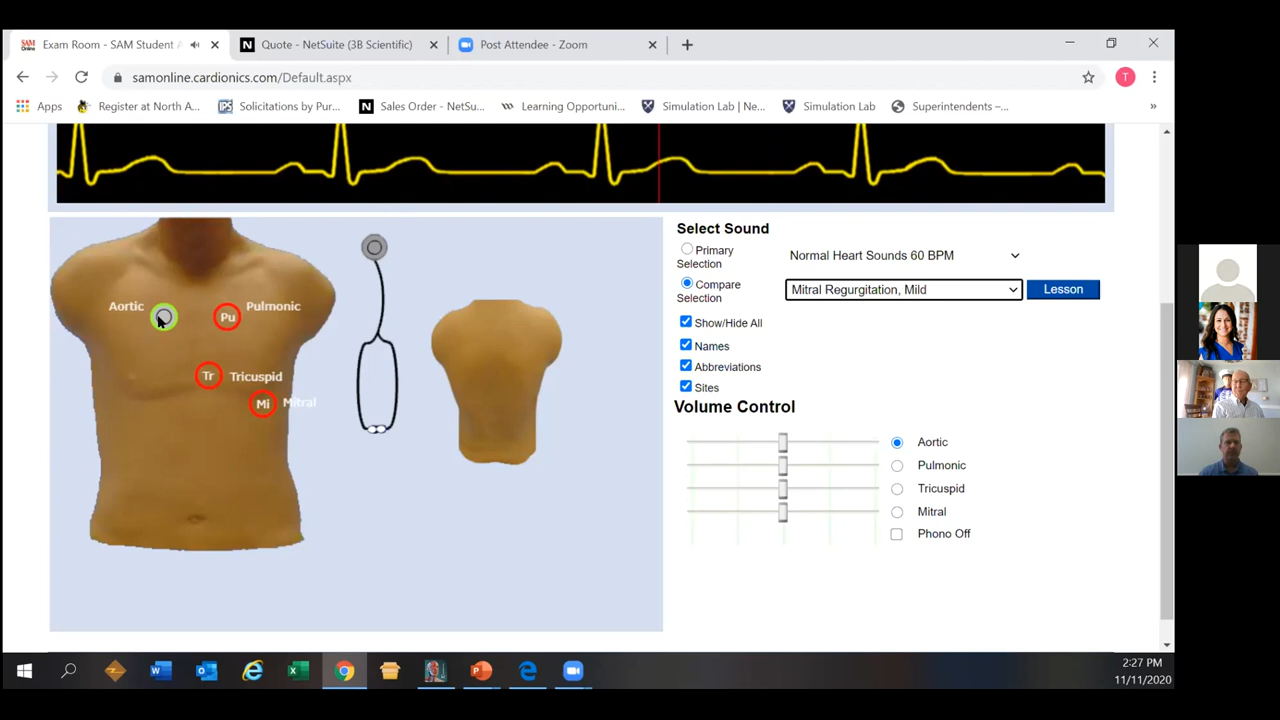 SAM Online Exam Room - SAM Student A
N Quote - NetSuite (3B Scientific)
Post Attendee - Zoom
samonline.cardionics.com/Default.aspx
T
Apps
Register at North A...
IPS Solicitations by Pur...
N Sales Order - NetSu...
Learning Opportuni...
Simulation Lab | Ne...
Simulation Lab
Superintendents –...
»
Aortic
Pulmonic
Pu
Tr Tricuspid
Mi Mitral
Select Sound
Primary Selection
Normal Heart Sounds 60 BPM
Compare Selection
Mitral Regurgitation, Mild
Lesson
Show/Hide All
Names
Abbreviations
Sites
Volume Control
Aortic
Pulmonic
Tricuspid
Mitral
Phono Off
2:27 PM
11/11/2020